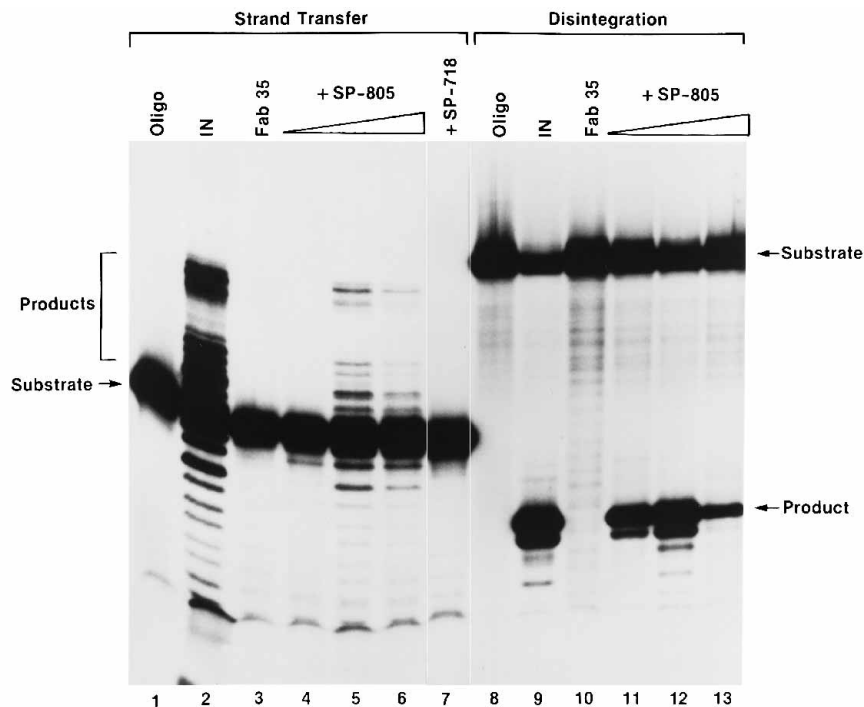 Strand Transfer
Disintegration
Oligo
IN
Fab 35
+ SP-805
+ SP-718
Oligo
IN
Fab 35
+ SP-805
Products
Substrate
Substrate
Product
1 2 3 4 5 6 7 8 9 10 11 12 13